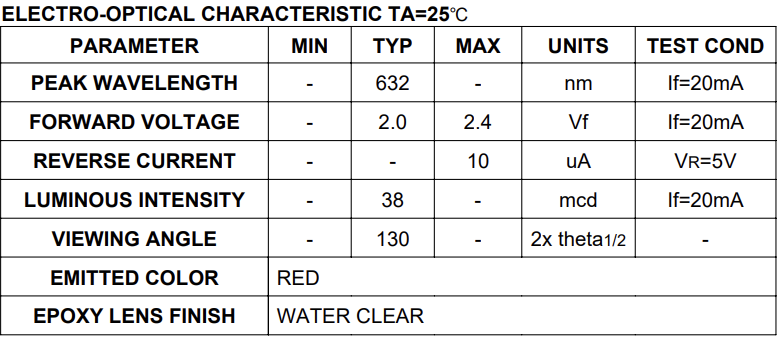 ELECTRO-OPTICAL CHARACTERISTIC TA=25℃
PARAMETER MIN TYP MAX UNITS TEST COND
PEAK WAVELENGTH - 632 - nm If=20mA
FORWARD VOLTAGE - 2.0 2.4 Vf If=20mA
REVERSE CURRENT - - 10 uA VR=5V
LUMINOUS INTENSITY - 38 - mcd If=20mA
VIEWING ANGLE - 130 - 2x theta1/2 -
EMITTED COLOR RED
EPOXY LENS FINISH WATER CLEAR